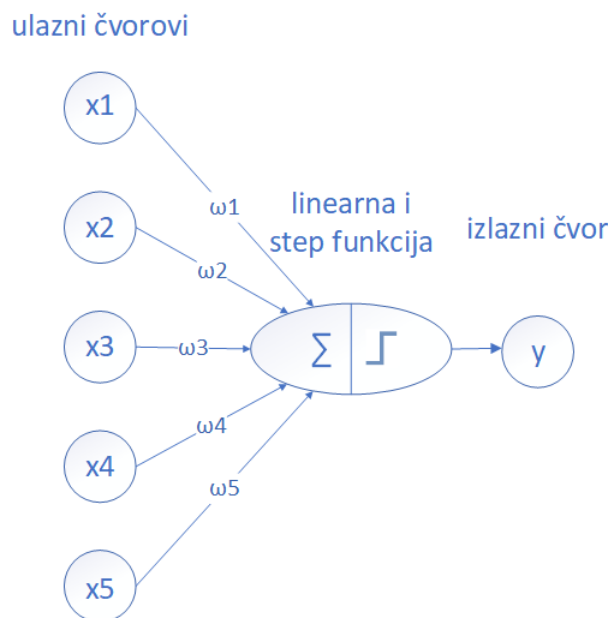 ulazni čvorovi
x1
ω1
linearna i
step funkcija
izlazni čvor
x2
ω2
x3
ω3
∑
y
x4
ω4
ω5
x5